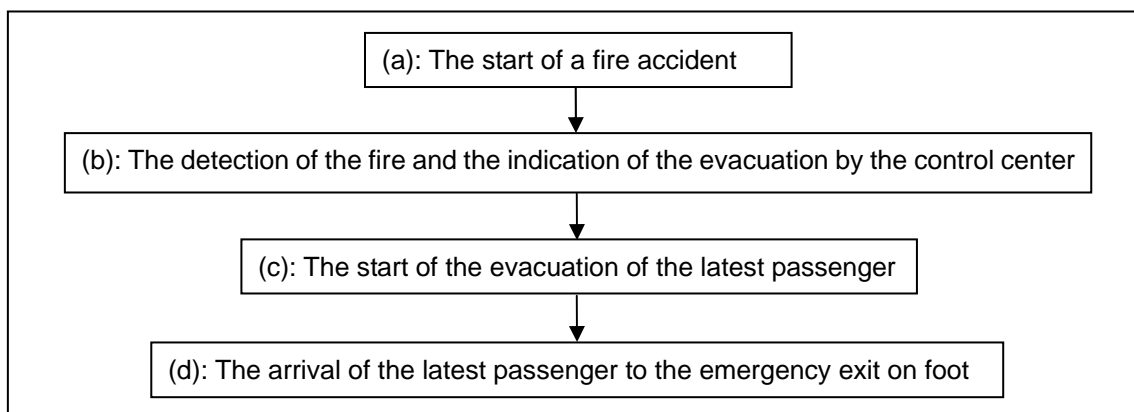 (a): The start of a fire accident
(b): The detection of the fire and the indication of the evacuation by the control center
(c): The start of the evacuation of the latest passenger
(d): The arrival of the latest passenger to the emergency exit on foot